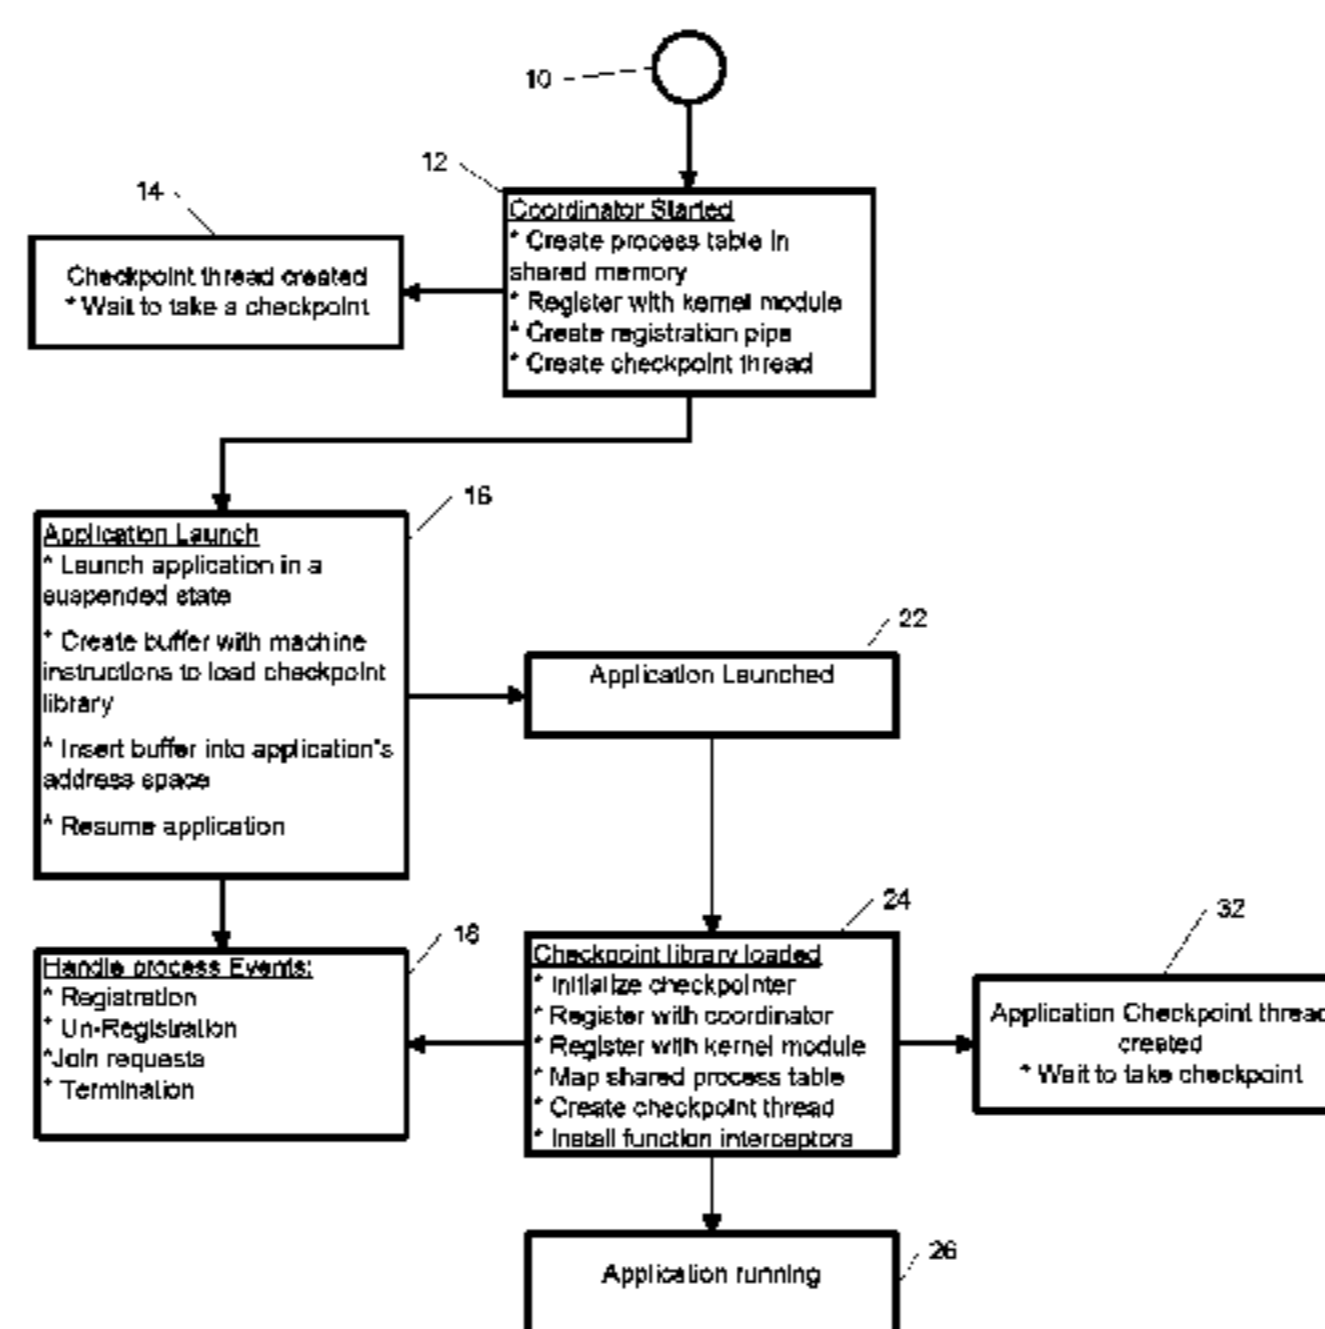 10
12
Coordinator Started
* Create process table in
shared memory
* Register with kernel module
* Create registration pipe
* Create checkpoint thread
14
Checkpoint thread created
* Wait to take a checkpoint
16
Application Launch
* Launch application in a
suspended state
* Create buffer with machine
instructions to load checkpoint
library
* Insert buffer into application's
address space
* Resume application
22
Application Launched
18
Handle process Events:
* Registration
* Un-Registration
*Join requests
* Termination
24
Checkpoint library loaded
* Initialize checkpointer
* Register with coordinator
* Register with kernel module
* Map shared process table
* Create checkpoint thread
* Install function interceptors
32
Application Checkpoint thread
created
* Wait to take checkpoint
26
Application running